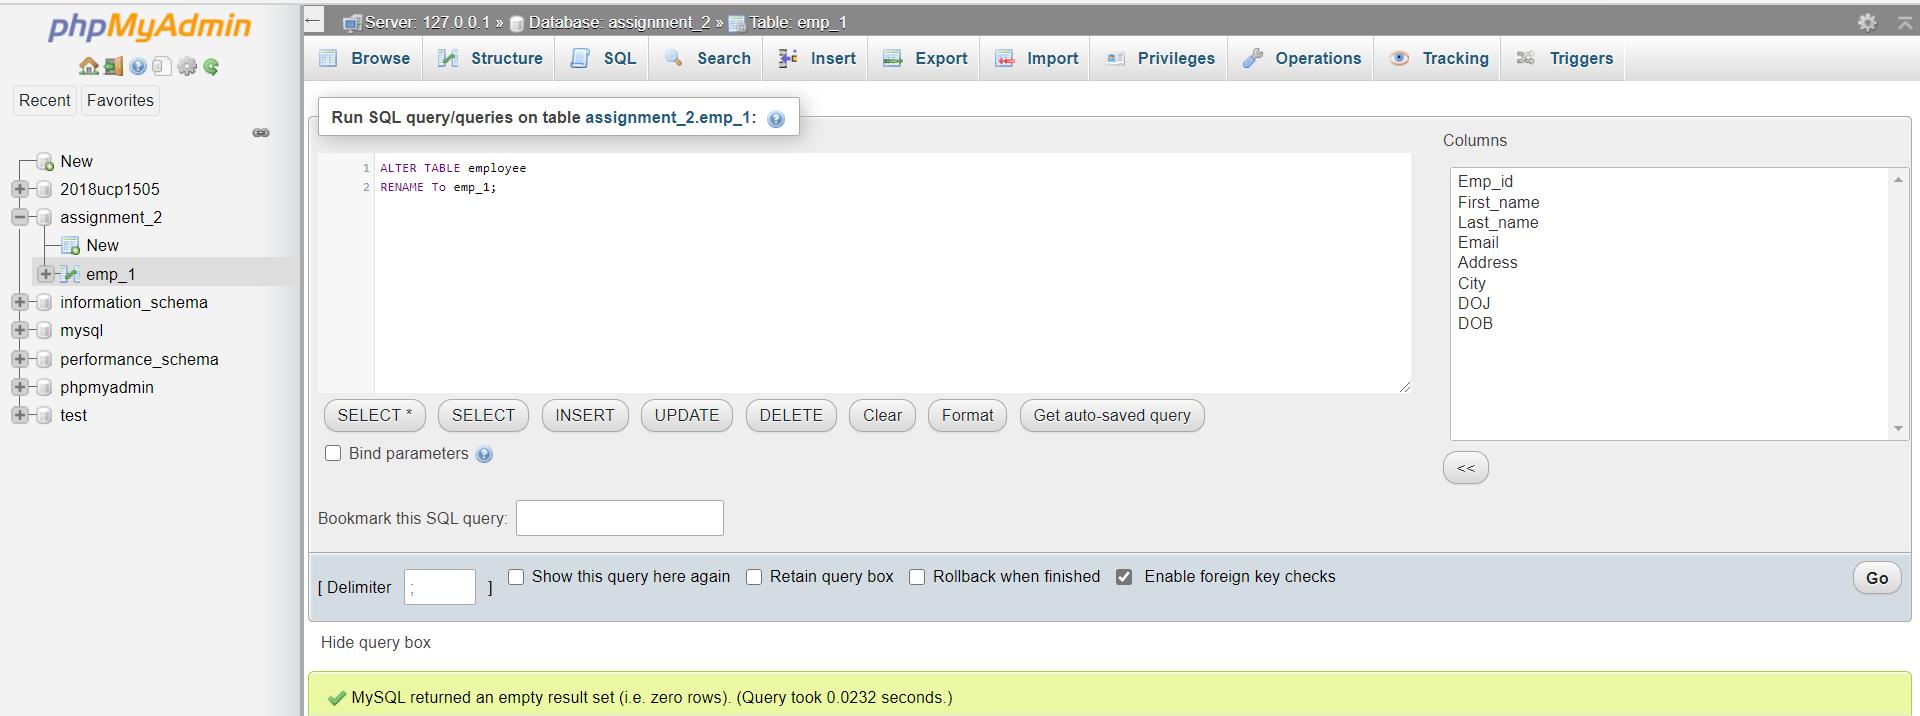 phpMyAdmin
Recent
Favorites
New
2018ucp1505
assignment_2
New
emp_1
information_schema
mysql
performance_schema
phpmyadmin
test
Server: 127.0.0.1 » Database: assignment_2 » Table: emp_1
Browse
Structure
SQL
Search
Insert
Export
Import
Privileges
Operations
Tracking
Triggers
Run SQL query/queries on table assignment_2.emp_1:
1 ALTER TABLE employee
2 RENAME To emp_1;
Columns
Emp_id
First_name
Last_name
Email
Address
City
DOJ
DOB
SELECT *
SELECT
INSERT
UPDATE
DELETE
Clear
Format
Get auto-saved query
<<
Bind parameters
Bookmark this SQL query:
[ Delimiter ; ]
Show this query here again
Retain query box
Rollback when finished
Enable foreign key checks
Go
Hide query box
MySQL returned an empty result set (i.e. zero rows). (Query took 0.0232 seconds.)